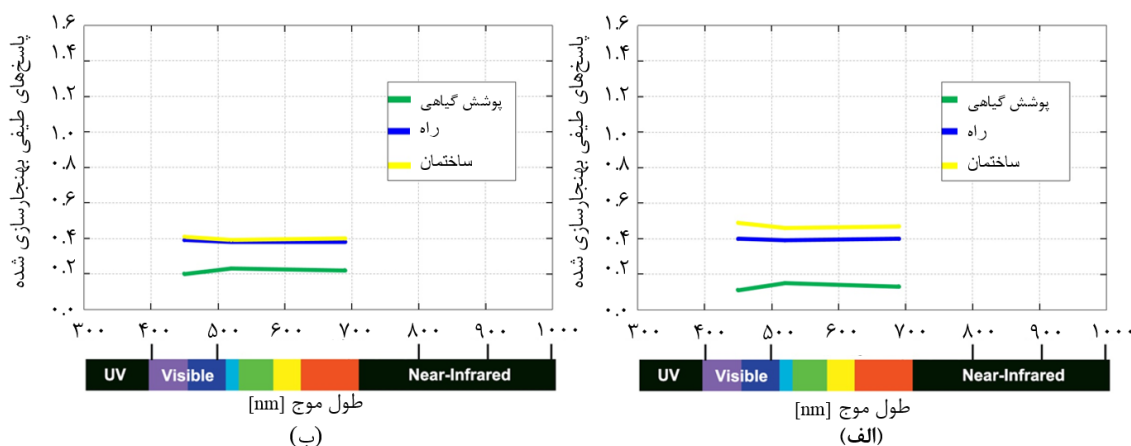 پاسخ‌های طیفی بهنجارسازی شده
۱.۶
۱.۴
۱.۲
۱.۰
۰.۸
۰.۶
۰.۴
۰.۲
۰.۰
پوشش گیاهی
راه
ساختمان
۳۰۰ ۴۰۰ ۵۰۰ ۶۰۰ ۷۰۰ ۸۰۰ ۹۰۰ ۱۰۰۰
UV Visible Near-Infrared
طول موج [nm]
(الف)
پاسخ‌های طیفی بهنجارسازی شده
۱.۶
۱.۴
۱.۲
۱.۰
۰.۸
۰.۶
۰.۴
۰.۲
۰.۰
پوشش گیاهی
راه
ساختمان
۳۰۰ ۴۰۰ ۵۰۰ ۶۰۰ ۷۰۰ ۸۰۰ ۹۰۰ ۱۰۰۰
UV Visible Near-Infrared
طول موج [nm]
(ب)